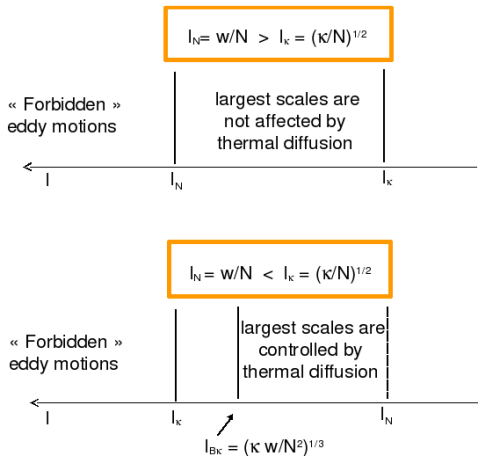 l_N = w/N > l_κ = (κ/N)^1/2
« Forbidden »
eddy motions
largest scales are
not affected by
thermal diffusion
l
l_N
l_κ
l_N = w/N < l_κ = (κ/N)^1/2
« Forbidden »
eddy motions
largest scales are
controlled by
thermal diffusion
l
l_κ
l_N
l_Bκ = (κ w/N²)^1/3